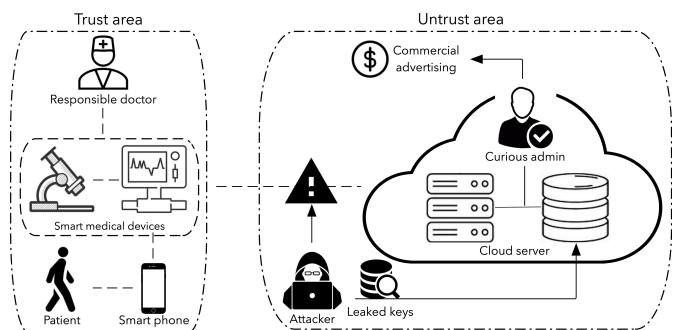 Trust area
Untrust area
$
Commercial
advertising
Responsible doctor
Curious admin
Smart medical devices
Cloud server
Patient
Smart phone
Attacker
Leaked keys